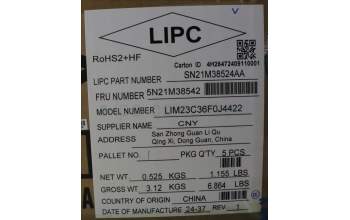 LIPC
RoHS2+HF
Carton ID 4H28472409110001
LIPC PART NUMBER SN21M38524AA
FRU NUMBER 5N21M38542
MODEL NUMBER LIM23C36F0J4422
SUPPLIER NAME CNY
ADDRESS San Zhong Guan Li Qu
Qing Xi, Dong Guan, China
PALLET NO. PKG Q'TY 5 PCS
NET WT 0.525 KGS 1.155 LBS
GROSS WT 3.12 KGS 6.864 LBS
COUNTRY OF ORIGIN CHINA
DATE OF MANUFACTURE 24-37 REV 1